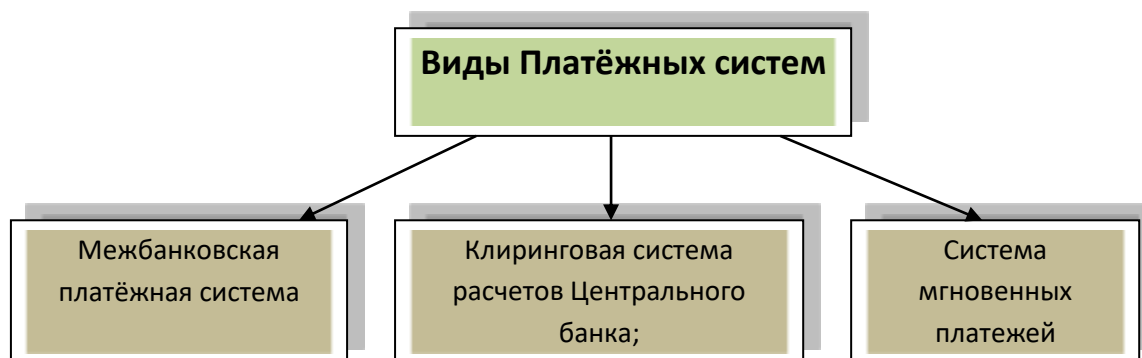 Виды Платёжных систем
Межбанковская
платёжная система
Клиринговая система
расчетов Центрального
банка;
Система
мгновенных
платежей